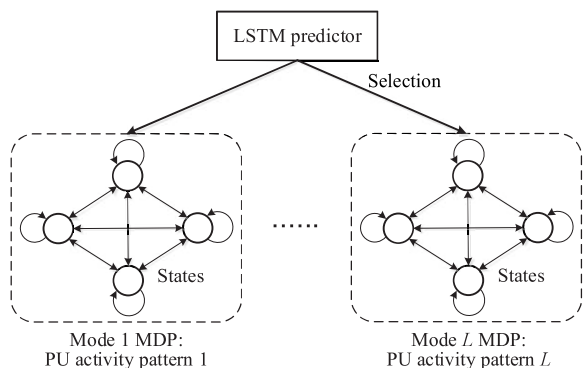 LSTM predictor
Selection
States
......
States
Mode 1 MDP:
PU activity pattern 1
Mode L MDP:
PU activity pattern L